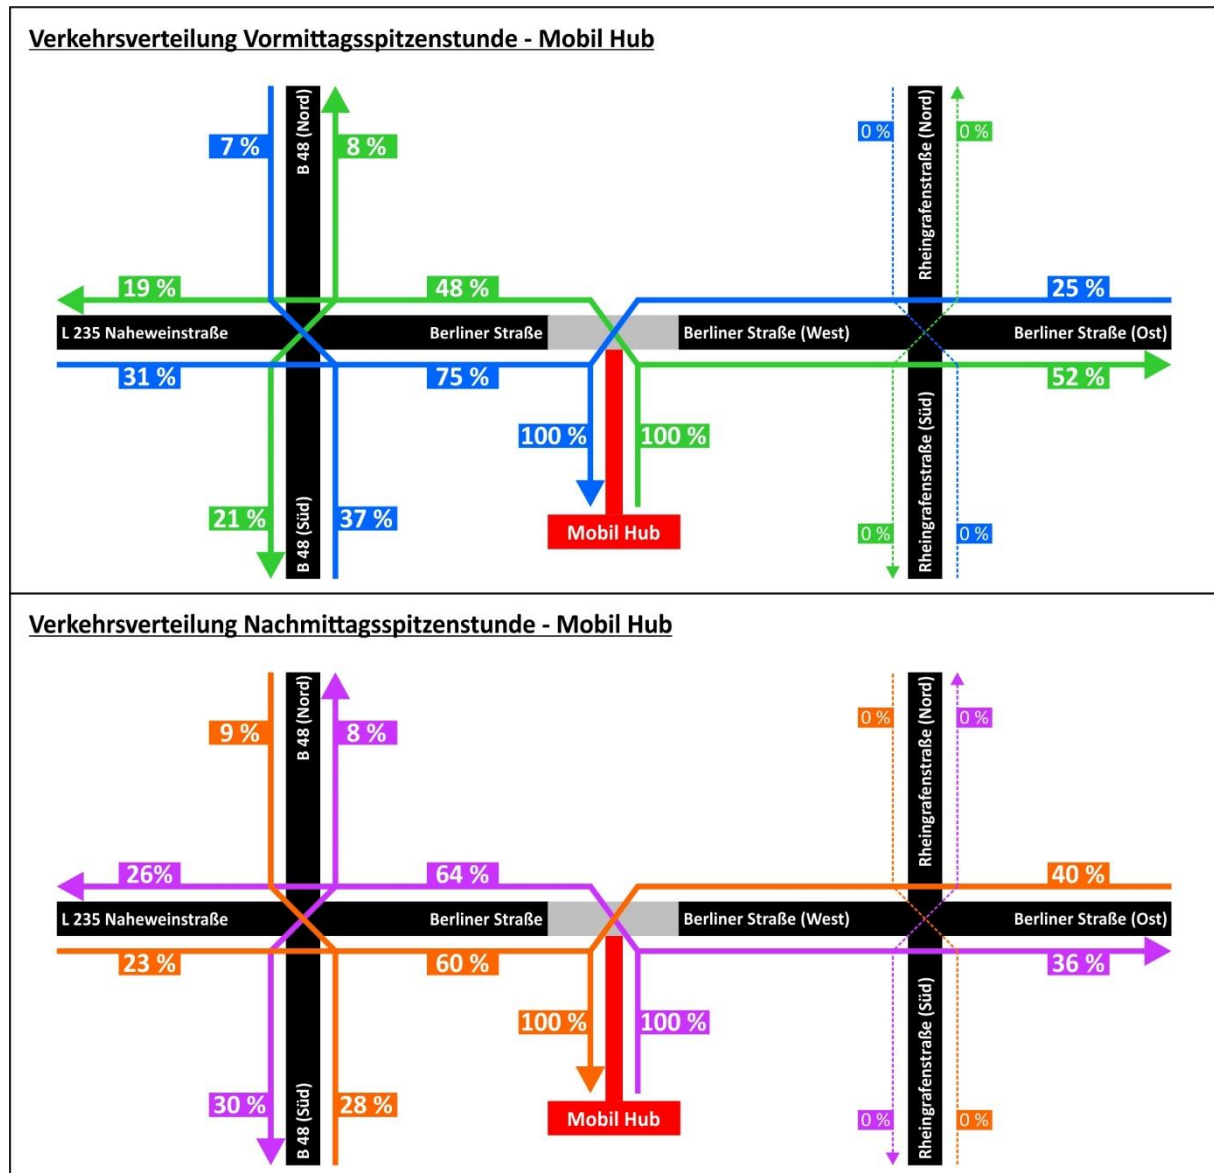 Verkehrsverteilung Vormittagsspitzenstunde - Mobil Hub
B 48 (Nord)
Rheingrafenstraße (Nord)
7 %
8 %
0 %
0 %
19 %
48 %
25 %
L 235 Naheweinstraße
Berliner Straße
Berliner Straße (West)
Berliner Straße (Ost)
31 %
75 %
52 %
100 %
100 %
B 48 (Süd)
Rheingrafenstraße (Süd)
21 %
37 %
Mobil Hub
0 %
0 %
Verkehrsverteilung Nachmittagsspitzenstunde - Mobil Hub
B 48 (Nord)
Rheingrafenstraße (Nord)
9 %
8 %
0 %
0 %
26%
64 %
40 %
L 235 Naheweinstraße
Berliner Straße
Berliner Straße (West)
Berliner Straße (Ost)
23 %
60 %
36 %
100 %
100 %
B 48 (Süd)
Rheingrafenstraße (Süd)
30 %
28 %
Mobil Hub
0 %
0 %